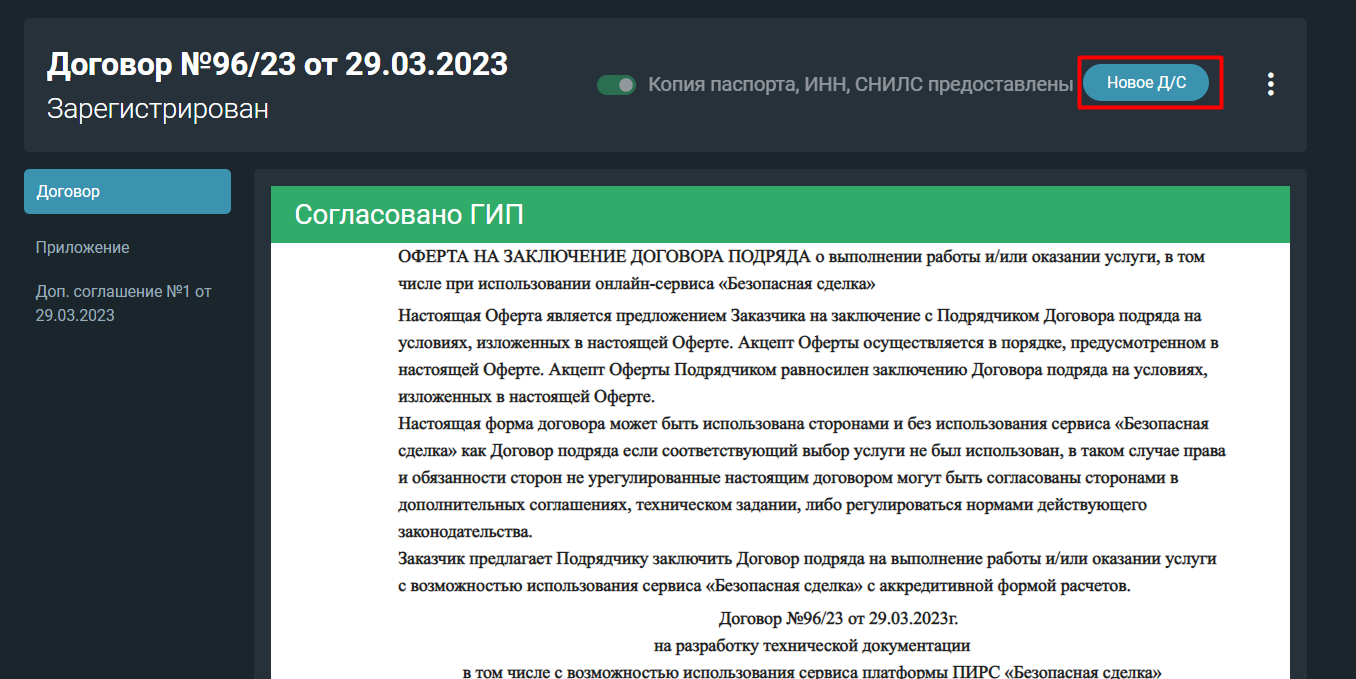 Договор №96/23 от 29.03.2023
Зарегистрирован
Копия паспорта, ИНН, СНИЛС предоставлены
Новое Д/С
Договор
Приложение
Доп. соглашение №1 от
29.03.2023
Согласовано ГИП
ОФЕРТА НА ЗАКЛЮЧЕНИЕ ДОГОВОРА ПОДРЯДА о выполнении работы и/или оказании услуги, в том
числе при использовании онлайн-сервиса «Безопасная сделка»
Настоящая Оферта является предложением Заказчика на заключение с Подрядчиком Договора подряда на
условиях, изложенных в настоящей Оферте. Акцепт Оферты осуществляется в порядке, предусмотренном в
настоящей Оферте. Акцепт Оферты Подрядчиком равносилен заключению Договора подряда на условиях,
изложенных в настоящей Оферте.
Настоящая форма договора может быть использована сторонами и без использования сервиса «Безопасная
сделка» как Договор подряда если соответствующий выбор услуги не был использован, в таком случае права
и обязанности сторон не урегулированные настоящим договором могут быть согласованы сторонами в
дополнительных соглашениях, техническом задании, либо регулироваться нормами действующего
законодательства.
Заказчик предлагает Подрядчику заключить Договор подряда на выполнение работы и/или оказании услуги
с возможностью использования сервиса «Безопасная сделка» с аккредитивной формой расчетов.
Договор №96/23 от 29.03.2023г.
на разработку технической документации
в том числе с возможностью использования сервиса платформы ПИРС «Безопасная сделка»